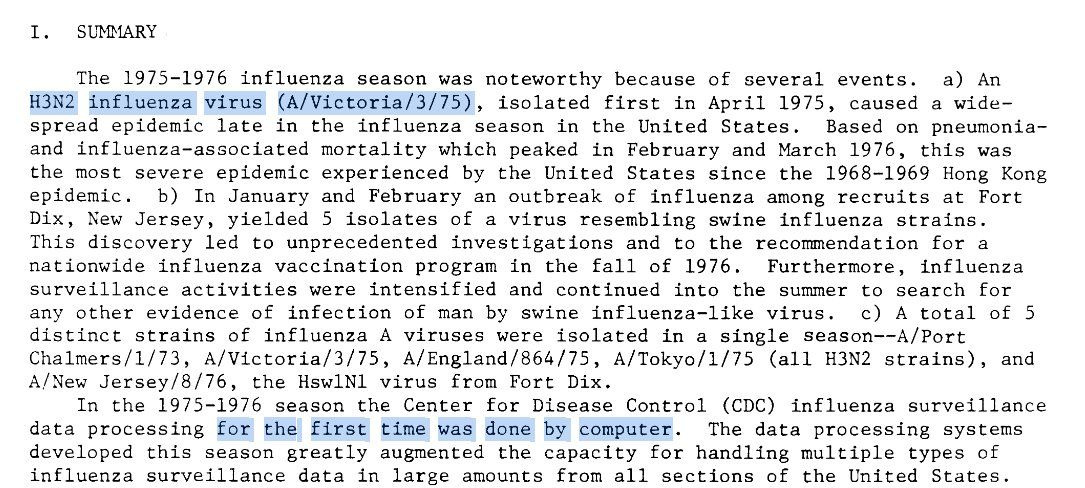 I. SUMMARY
The 1975-1976 influenza season was noteworthy because of several events. a) An
H3N2 influenza virus (A/Victoria/3/75), isolated first in April 1975, caused a wide-
spread epidemic late in the influenza season in the United States. Based on pneumonia-
and influenza-associated mortality which peaked in February and March 1976, this was
the most severe epidemic experienced by the United States since the 1968-1969 Hong Kong
epidemic. b) In January and February an outbreak of influenza among recruits at Fort
Dix, New Jersey, yielded 5 isolates of a virus resembling swine influenza strains.
This discovery led to unprecedented investigations and to the recommendation for a
nationwide influenza vaccination program in the fall of 1976. Furthermore, influenza
surveillance activities were intensified and continued into the summer to search for
any other evidence of infection of man by swine influenza-like virus. c) A total of 5
distinct strains of influenza A viruses were isolated in a single season--A/Port
Chalmers/1/73, A/Victoria/3/75, A/England/864/75, A/Tokyo/1/75 (all H3N2 strains), and
A/New Jersey/8/76, the Hsw1N1 virus from Fort Dix.
In the 1975-1976 season the Center for Disease Control (CDC) influenza surveillance
data processing for the first time was done by computer. The data processing systems
developed this season greatly augmented the capacity for handling multiple types of
influenza surveillance data in large amounts from all sections of the United States.